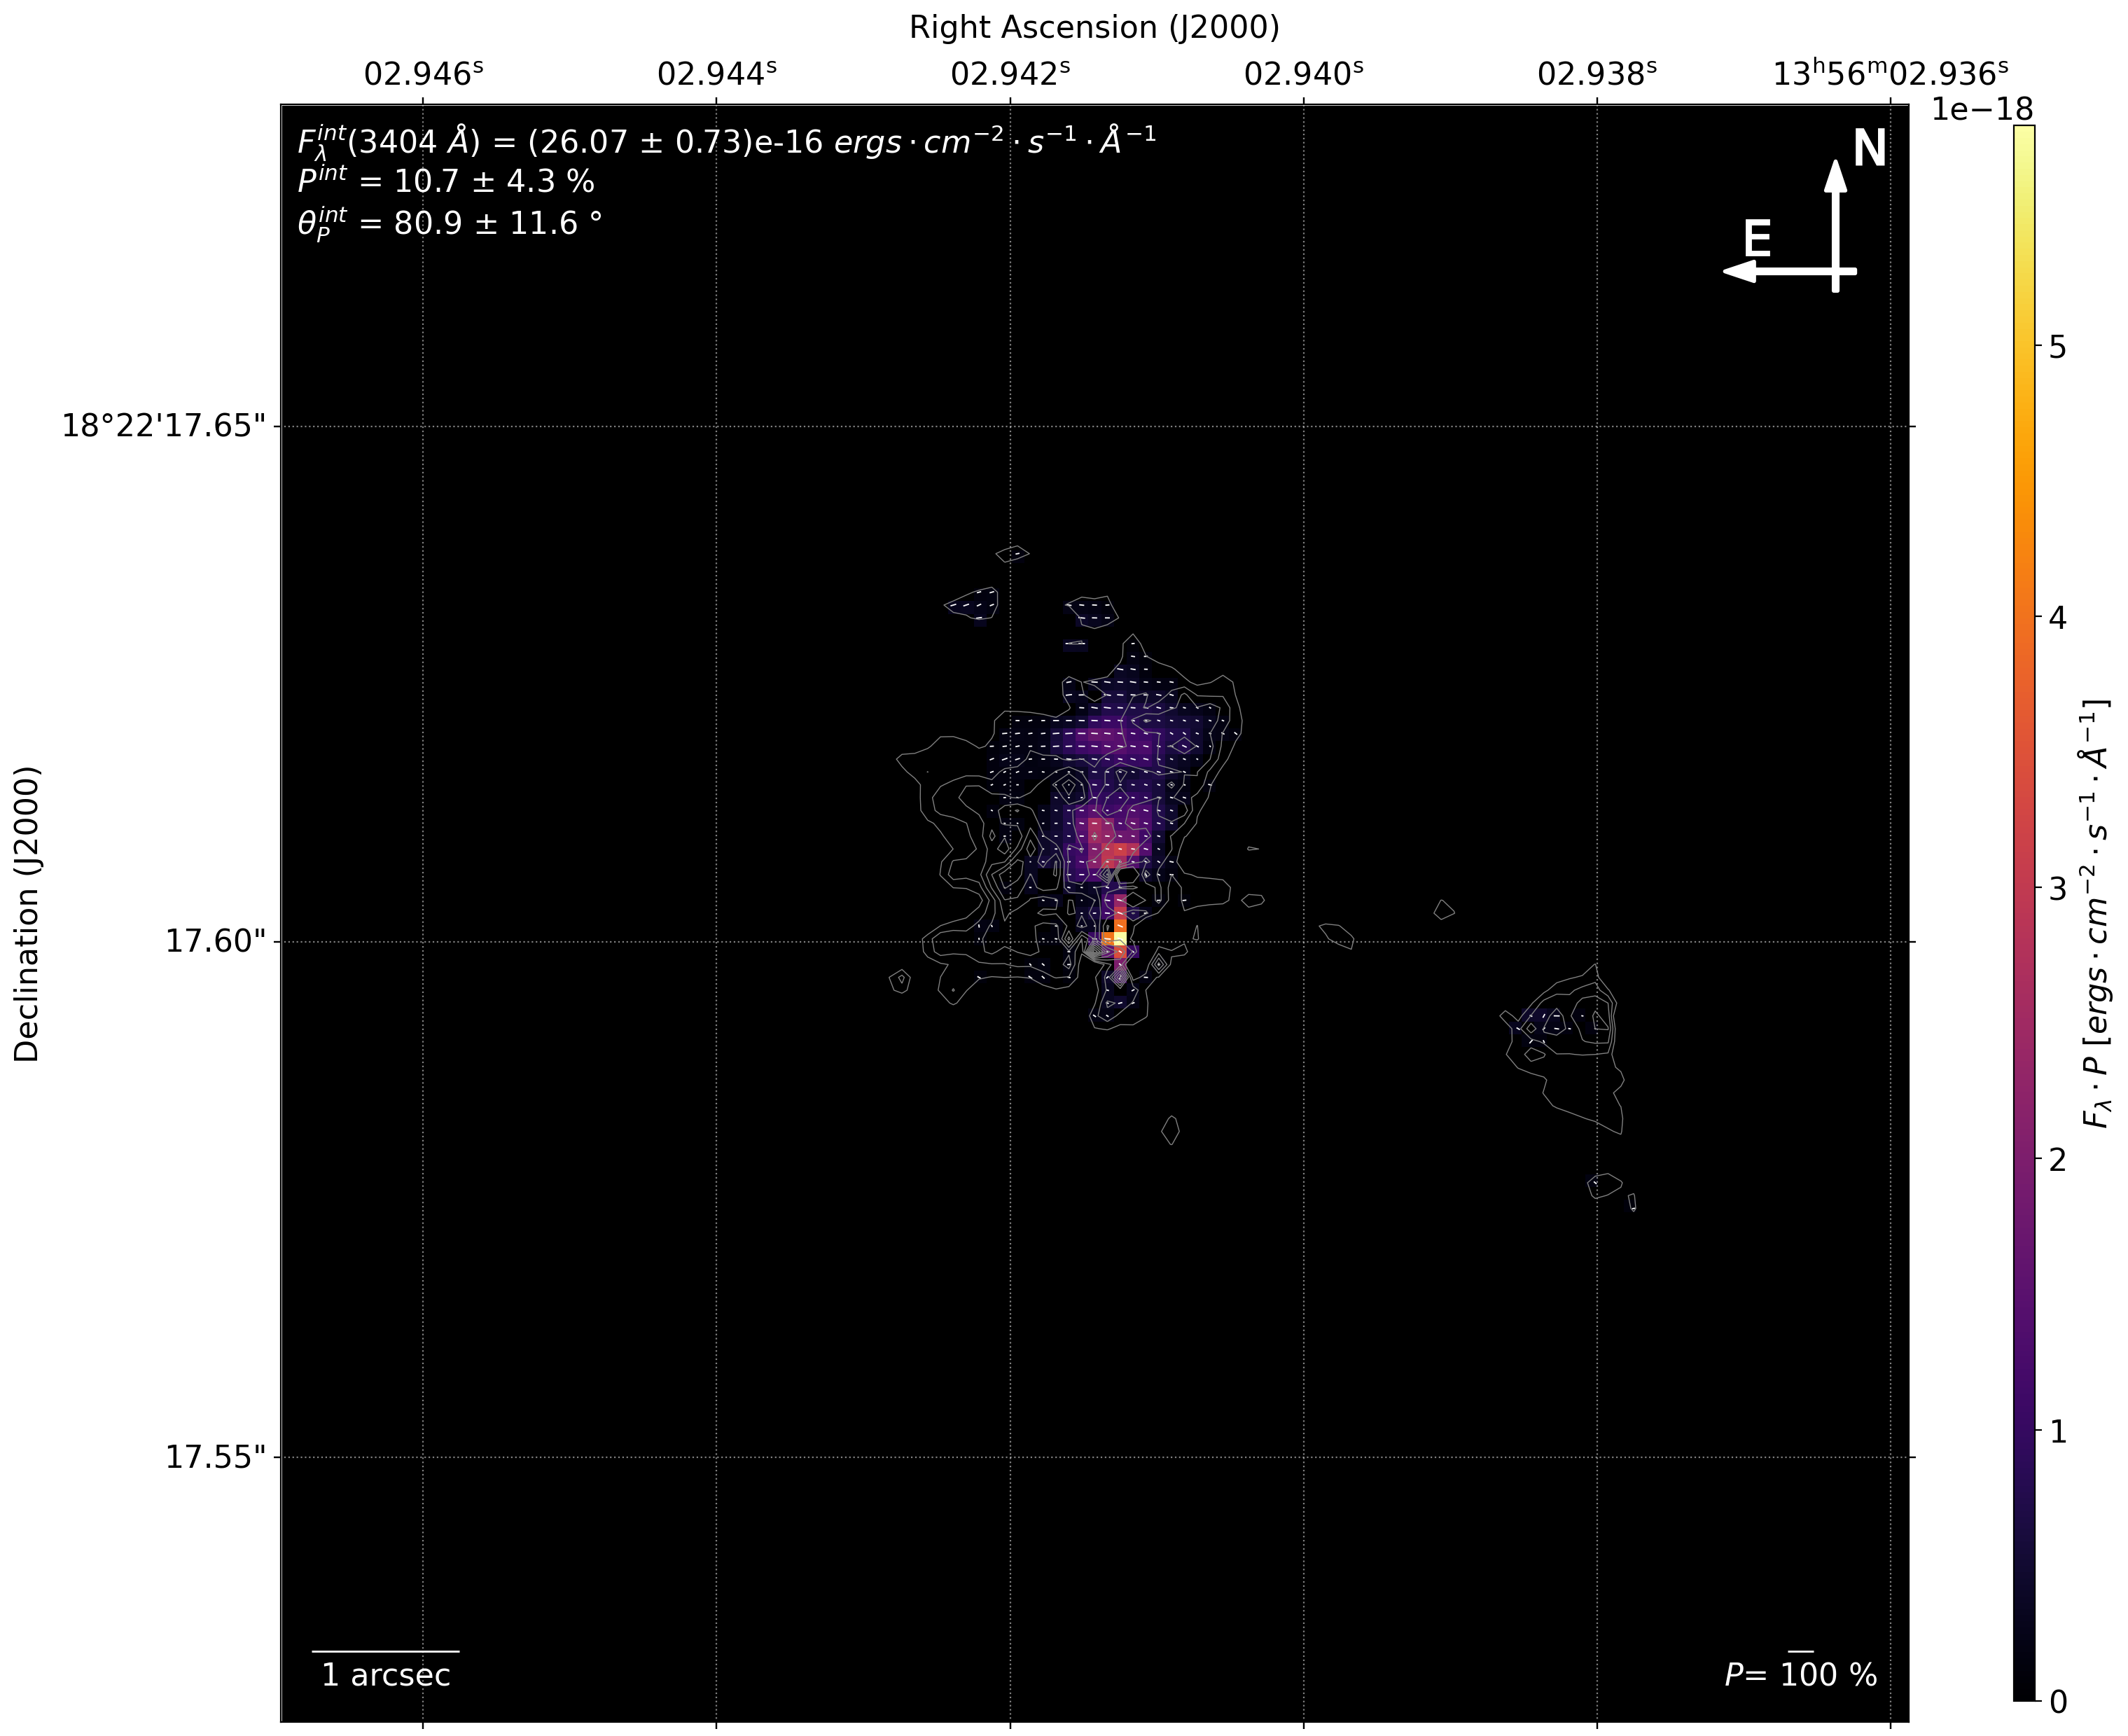 Right Ascension (J2000)
02.946ˢ 02.944ˢ 02.942ˢ 02.940ˢ 02.938ˢ 13ʰ56ᵐ02.936ˢ
1e−18
F_λ^int(3404 Å) = (26.07 ± 0.73)e-16 ergs · cm⁻² · s⁻¹ · Å⁻¹
P^int = 10.7 ± 4.3 %
θ_P^int = 80.9 ± 11.6 °
N
E
18°22'17.65"
17.60"
17.55"
Declination (J2000)
1 arcsec
P= 100 %
5
4
3
2
1
0
F_λ · P [ergs · cm⁻² · s⁻¹ · Å⁻¹]